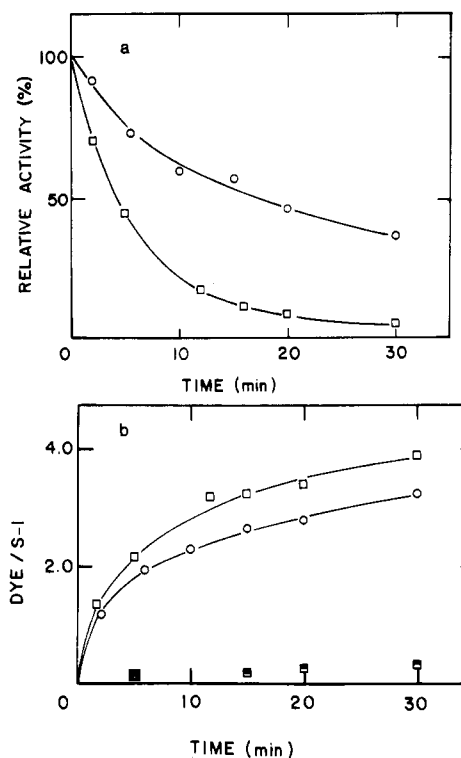 a
100
50
RELATIVE ACTIVITY (%)
0 10 20 30
TIME (min)
b
4.0
2.0
DYE / S-1
0 10 20 30
TIME (min)